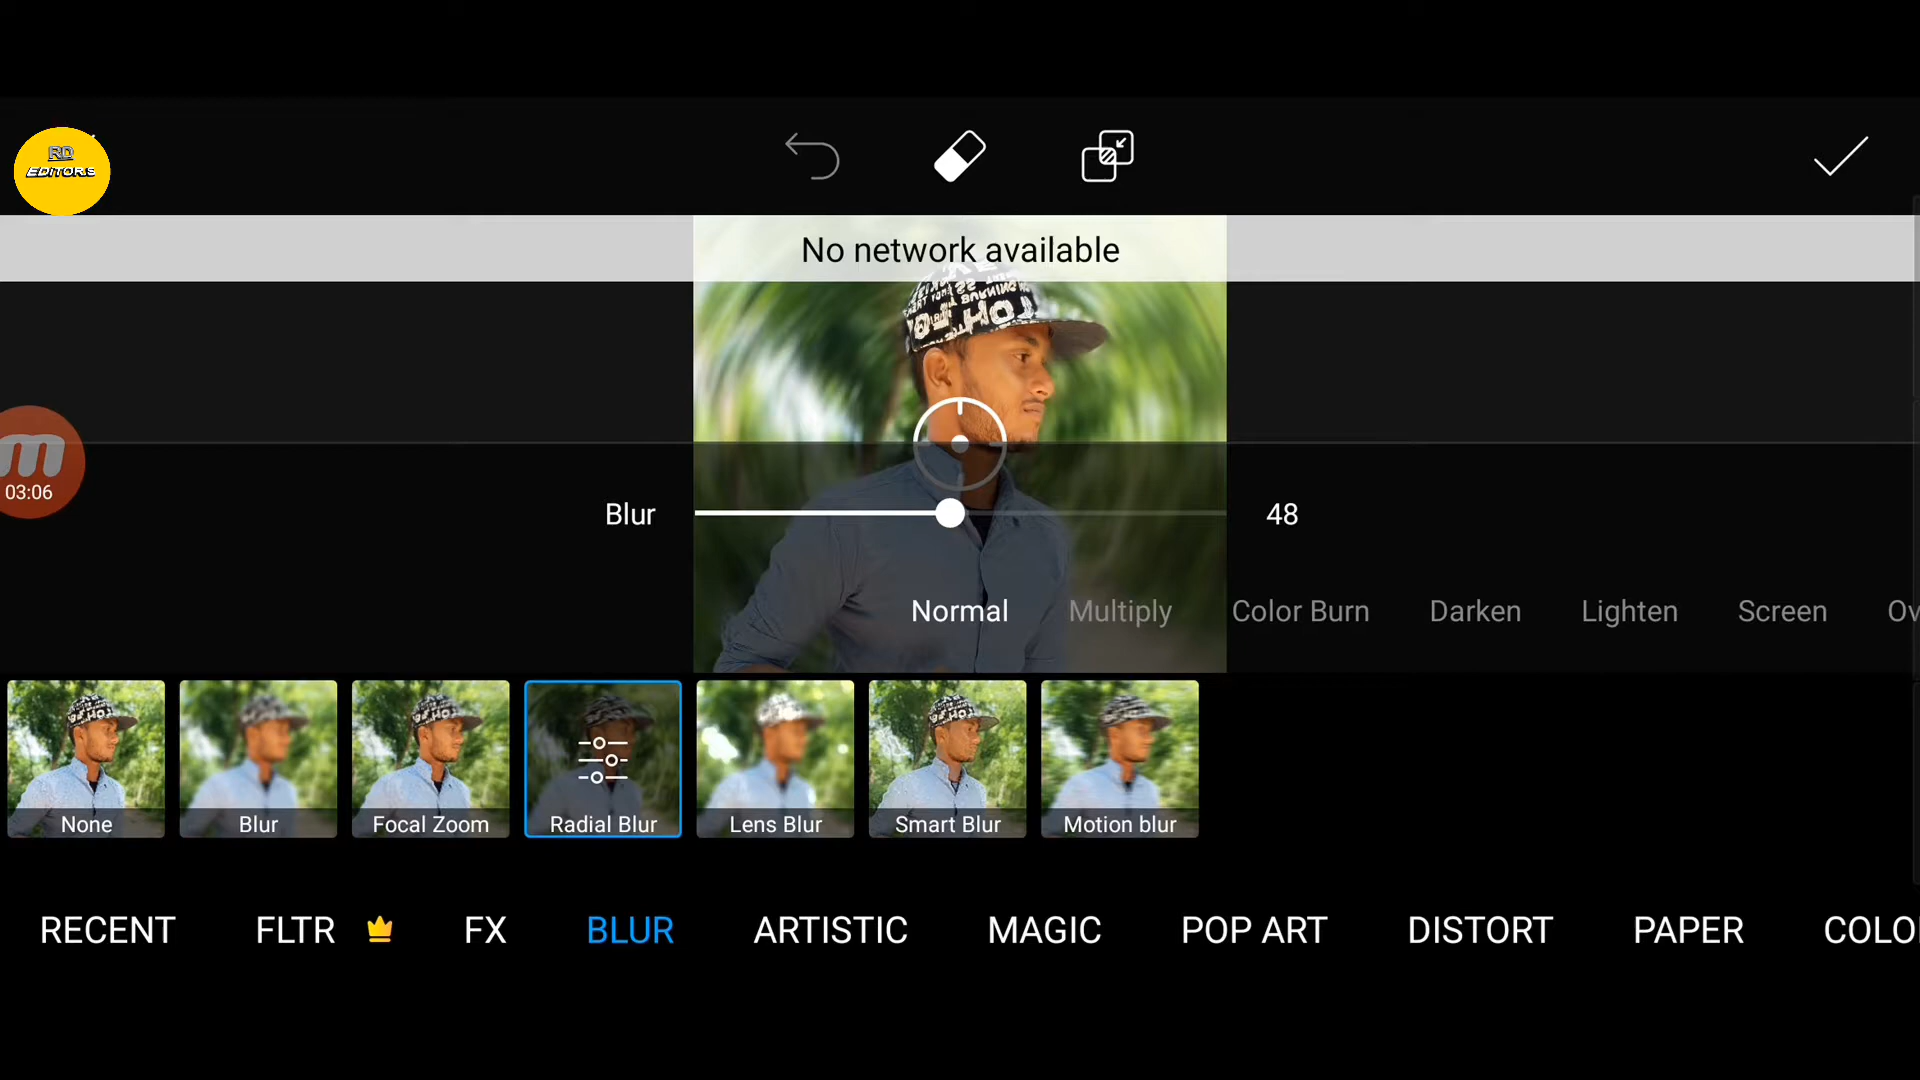 RD
EDITORS
No network available
03:06
Blur
48
Normal Multiply Color Burn Darken Lighten Screen Ov
None Blur Focal Zoom Radial Blur Lens Blur Smart Blur Motion blur
RECENT FLTR FX BLUR ARTISTIC MAGIC POP ART DISTORT PAPER COLO